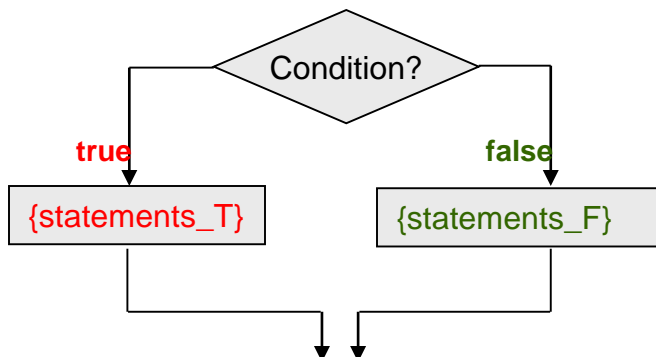 Condition?
true
false
{statements_T}
{statements_F}